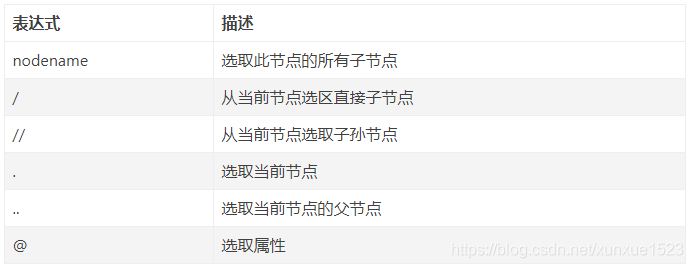 表达式 描述
nodename 选取此节点的所有子节点
/ 从当前节点选区直接子节点
// 从当前节点选取子孙节点
. 选取当前节点
.. 选取当前节点的父节点
@ 选取属性
https://blog.csdn.net/xunxue1523